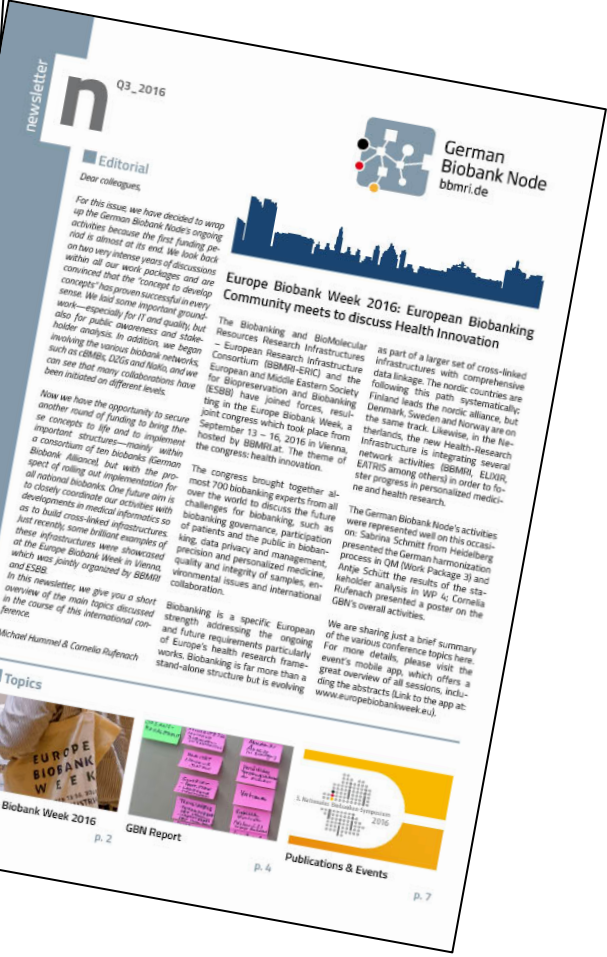 newsletter
n
Q3_2016
German
Biobank Node
bbmri.de
Editorial
Dear colleagues,
For this issue, we have decided to wrap
up the German Biobank Node's ongoing
activities because the first funding pe-
riod is almost at its end. We look back
on two very intense years of discussions
within all our work packages and are
convinced that the "concept to develop
concepts" has proven successful in every
sense. We laid some important ground-
work—especially for IT and quality, but
also for public awareness and stake-
holder analysis. In addition, we began
involving the various biobank networks,
such as cBMBs, DZGs and NaKo, and we
can see that many collaborations have
been initiated on different levels.
Now we have the opportunity to secure
another round of funding to bring the-
se concepts to life and to implement
important structures—mainly within
a consortium of ten biobanks (German
Biobank Alliance), but with the pro-
spect of rolling out implementation for
all national biobanks. One future aim is
to closely coordinate our activities with
developments in medical informatics so
as to build cross-linked infrastructures.
Just recently, some brilliant examples of
these infrastructures were showcased
at the Europe Biobank Week in Vienna,
which was jointly organized by BBMRI
and ESBB.
In this newsletter, we give you a short
overview of the main topics discussed
in the course of this international con-
ference.
Michael Hummel & Cornelia Rufenach
Europe Biobank Week 2016: European Biobanking
Community meets to discuss Health Innovation
The Biobanking and BioMolecular
Resources Research Infrastructures
– European Research Infrastructure
Consortium (BBMRI-ERIC) and the
European and Middle Eastern Society
for Biopreservation and Biobanking
(ESBB) have joined forces, resul-
ting in the Europe Biobank Week, a
joint congress which took place from
September 13 – 16, 2016 in Vienna,
hosted by BBMRI.at. The theme of
the congress: health innovation.
The congress brought together al-
most 700 biobanking experts from all
over the world to discuss the future
challenges for biobanking, such as
biobanking governance, participation
of patients and the public in bioban-
king, data privacy and management,
precision and personalized medicine,
quality and integrity of samples, en-
vironmental issues and international
collaboration.
Biobanking is a specific European
strength addressing the ongoing
and future requirements particularly
of Europe's health research frame-
works. Biobanking is far more than a
stand-alone structure but is evolving
as part of a larger set of cross-linked
infrastructures with comprehensive
data linkage. The nordic countries are
following this path systematically;
Finland leads the nordic alliance, but
Denmark, Sweden and Norway are on
the same track. Likewise, in the Ne-
therlands, the new Health-Research
Infrastructure is integrating several
network activities (BBMRI, ELIXIR,
EATRIS among others) in order to fo-
ster progress in personalized medici-
ne and health research.
The German Biobank Node's activities
were represented well on this occasi-
on: Sabrina Schmitt from Heidelberg
presented the German harmonization
process in QM (Work Package 3) and
Antje Schütt the results of the sta-
keholder analysis in WP 4; Cornelia
Rufenach presented a poster on the
GBN's overall activities.
We are sharing just a brief summary
of the various conference topics here.
For more details, please visit the
event's mobile app, which offers a
great overview of all sessions, inclu-
ding the abstracts (Link to the app at:
www.europebiobankweek.eu).
Topics
EUROPE
BIOBANK
WEEK
Biobank Week 2016
p. 2
GBN Report
p. 4
5. Nationales Biobanken-Symposium
2016
Publications & Events
p. 7